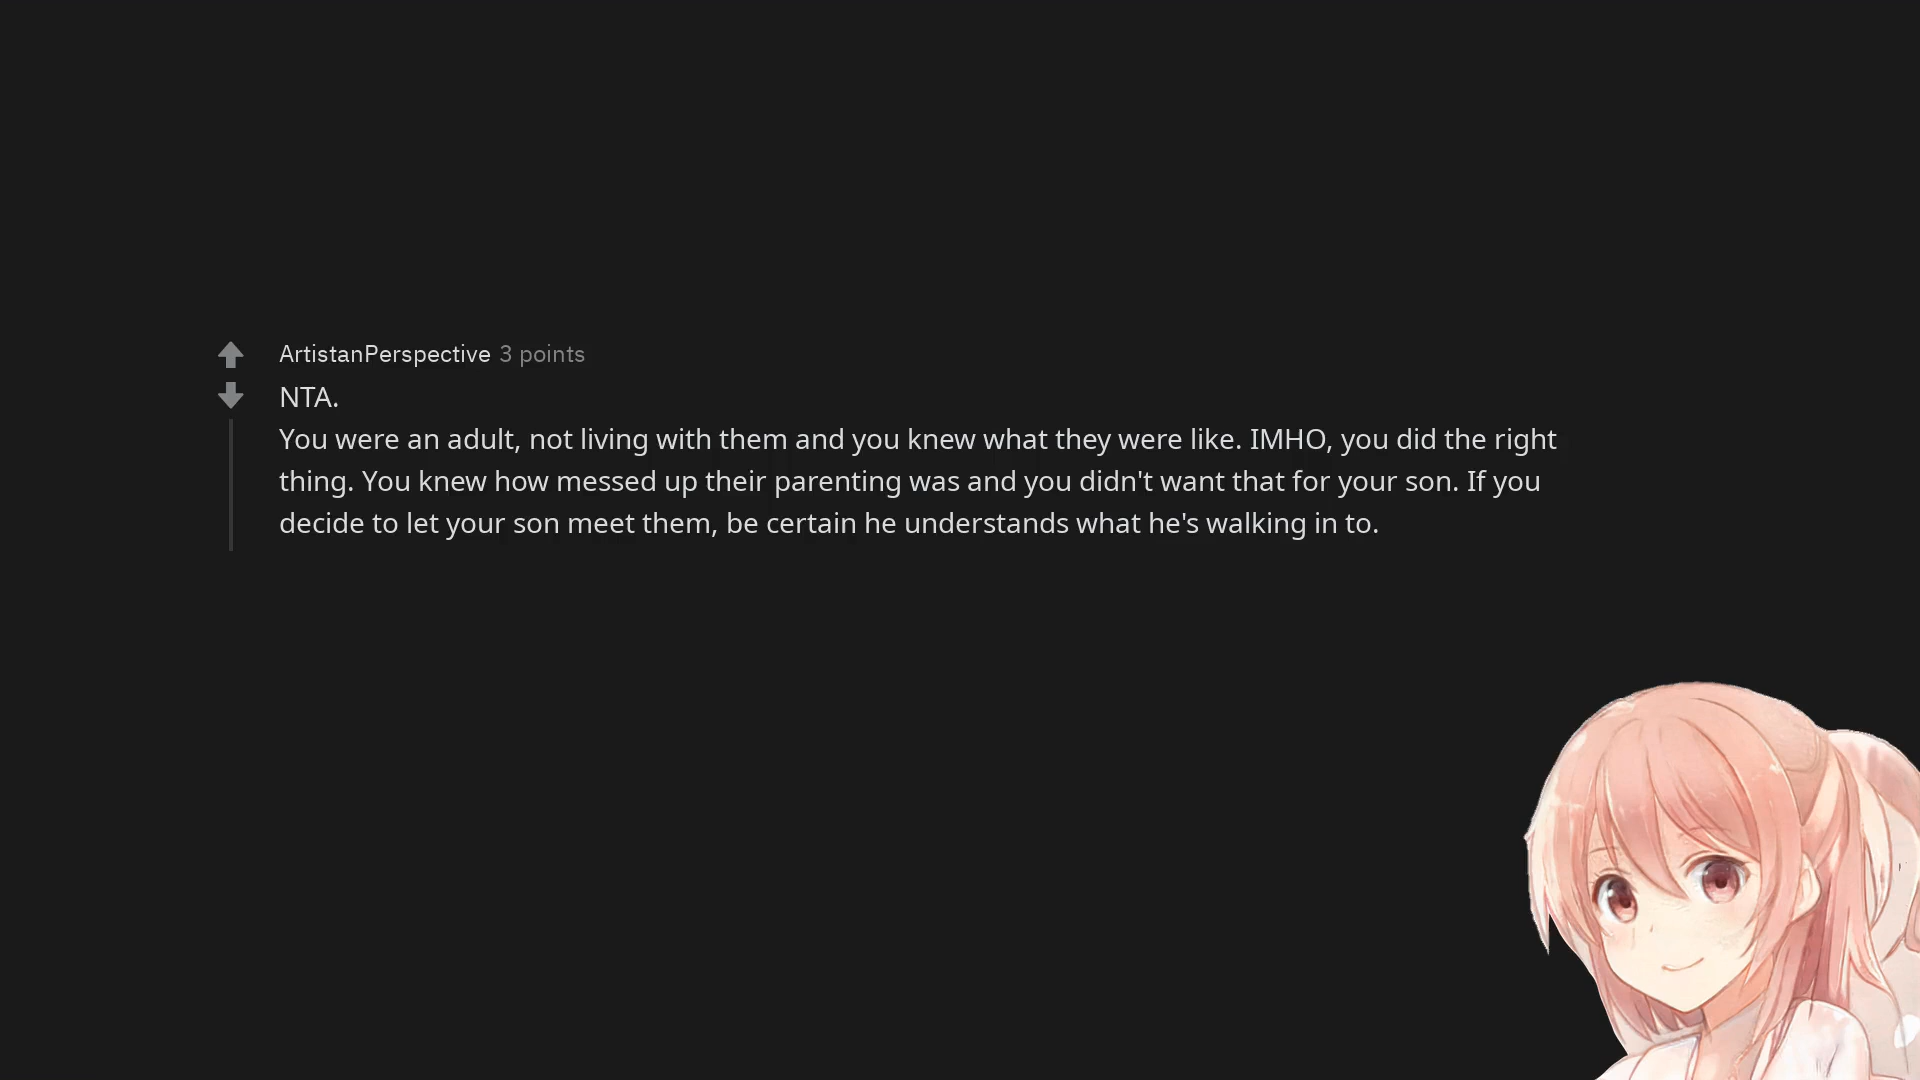 ArtistanPerspective 3 points
NTA.
You were an adult, not living with them and you knew what they were like. IMHO, you did the right
thing. You knew how messed up their parenting was and you didn't want that for your son. If you
decide to let your son meet them, be certain he understands what he's walking in to.